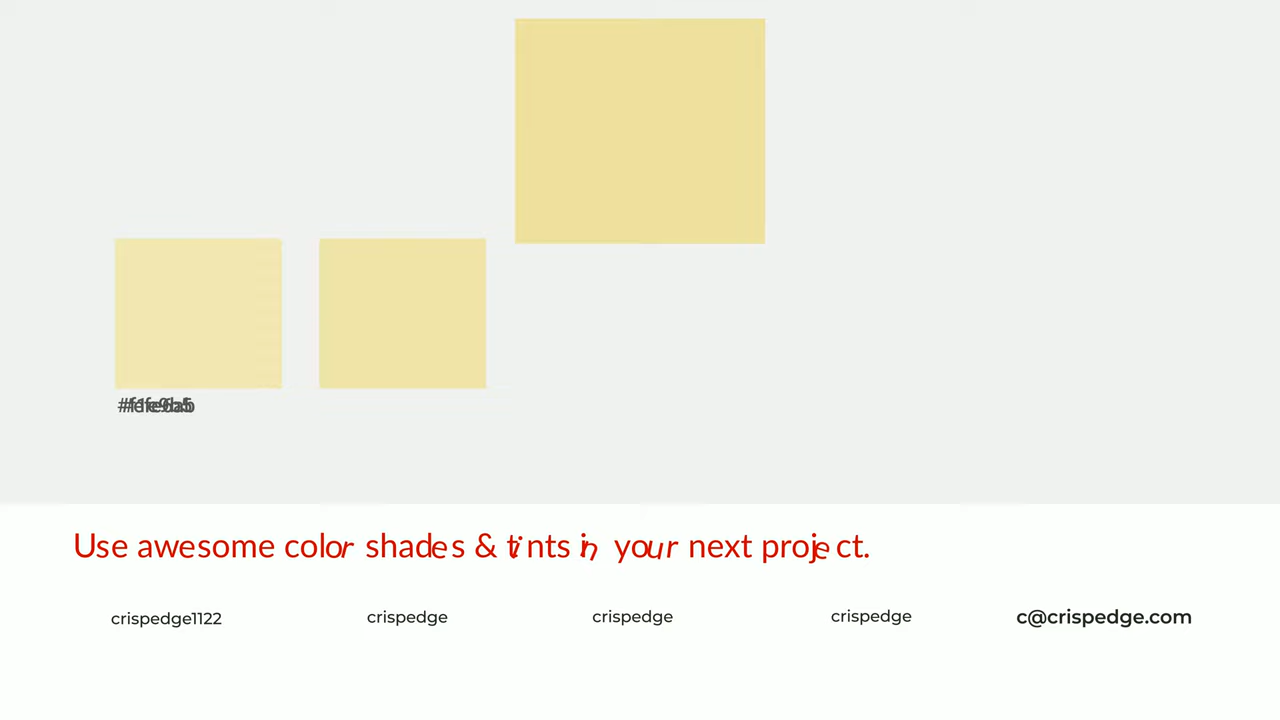 Use awesome color shades & tints in your next project.
crispedge1122 crispedge crispedge crispedge c@crispedge.com